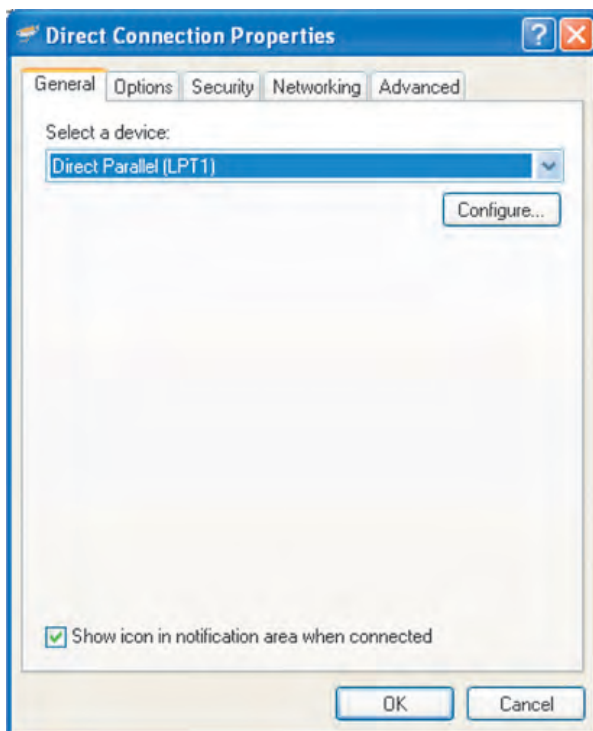 Direct Connection Properties
General Options Security Networking Advanced
Select a device:
Direct Parallel (LPT1)
Configure...
Show icon in notification area when connected
OK Cancel